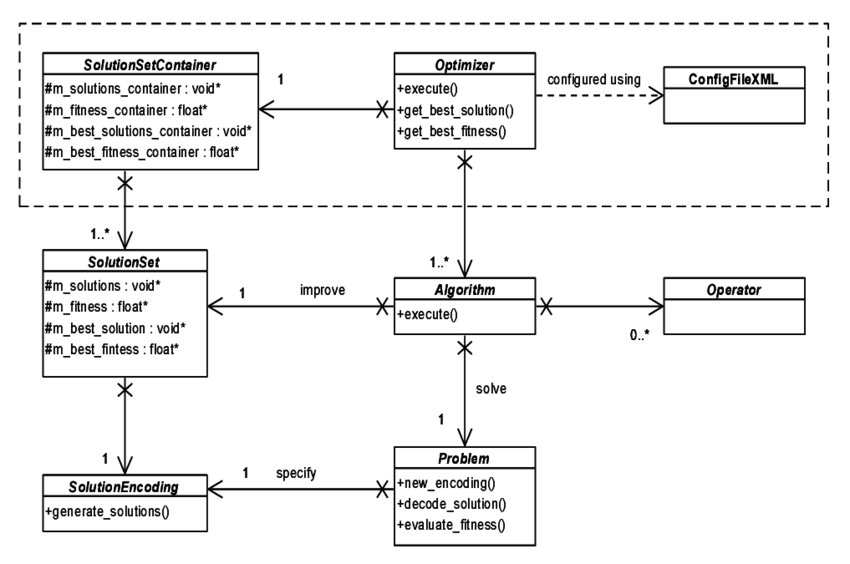 SolutionSetContainer
#m_solutions_container : void*
#m_fitness_container : float*
#m_best_solutions_container : void*
#m_best_fitness_container : float*
1
Optimizer
+execute()
+get_best_solution()
+get_best_fitness()
configured using
ConfigFileXML
1..*
1..*
SolutionSet
#m_solutions : void*
#m_fitness : float*
#m_best_solution : void*
#m_best_fintess : float*
1
improve
Algorithm
+execute()
0..*
Operator
solve
1
1
SolutionEncoding
+generate_solutions()
1
specify
Problem
+new_encoding()
+decode_solution()
+evaluate_fitness()